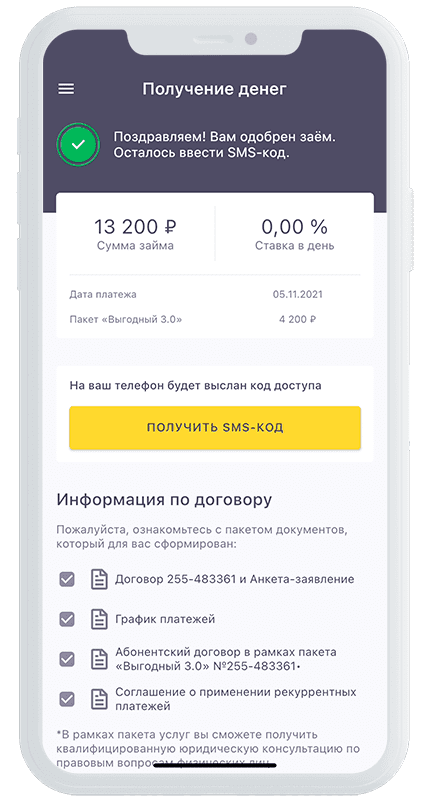 Получение денег
Поздравляем! Вам одобрен заём.
Осталось ввести SMS-код.
13 200 ₽
0,00 %
Сумма займа
Ставка в день
Дата платежа
05.11.2021
Пакет «Выгодный 3.0»
4 200 ₽
На ваш телефон будет выслан код доступа
ПОЛУЧИТЬ SMS-КОД
Информация по договору
Пожалуйста, ознакомьтесь с пакетом документов,
который для вас сформирован:
Договор 255-483361 и Анкета-заявление
График платежей
Абонентский договор в рамках пакета
«Выгодный 3.0» №255-483361•
Соглашение о применении рекуррентных
платежей
*В рамках пакета услуг вы сможете получить
квалифицированную юридическую консультацию по
правовым вопросам физических лиц